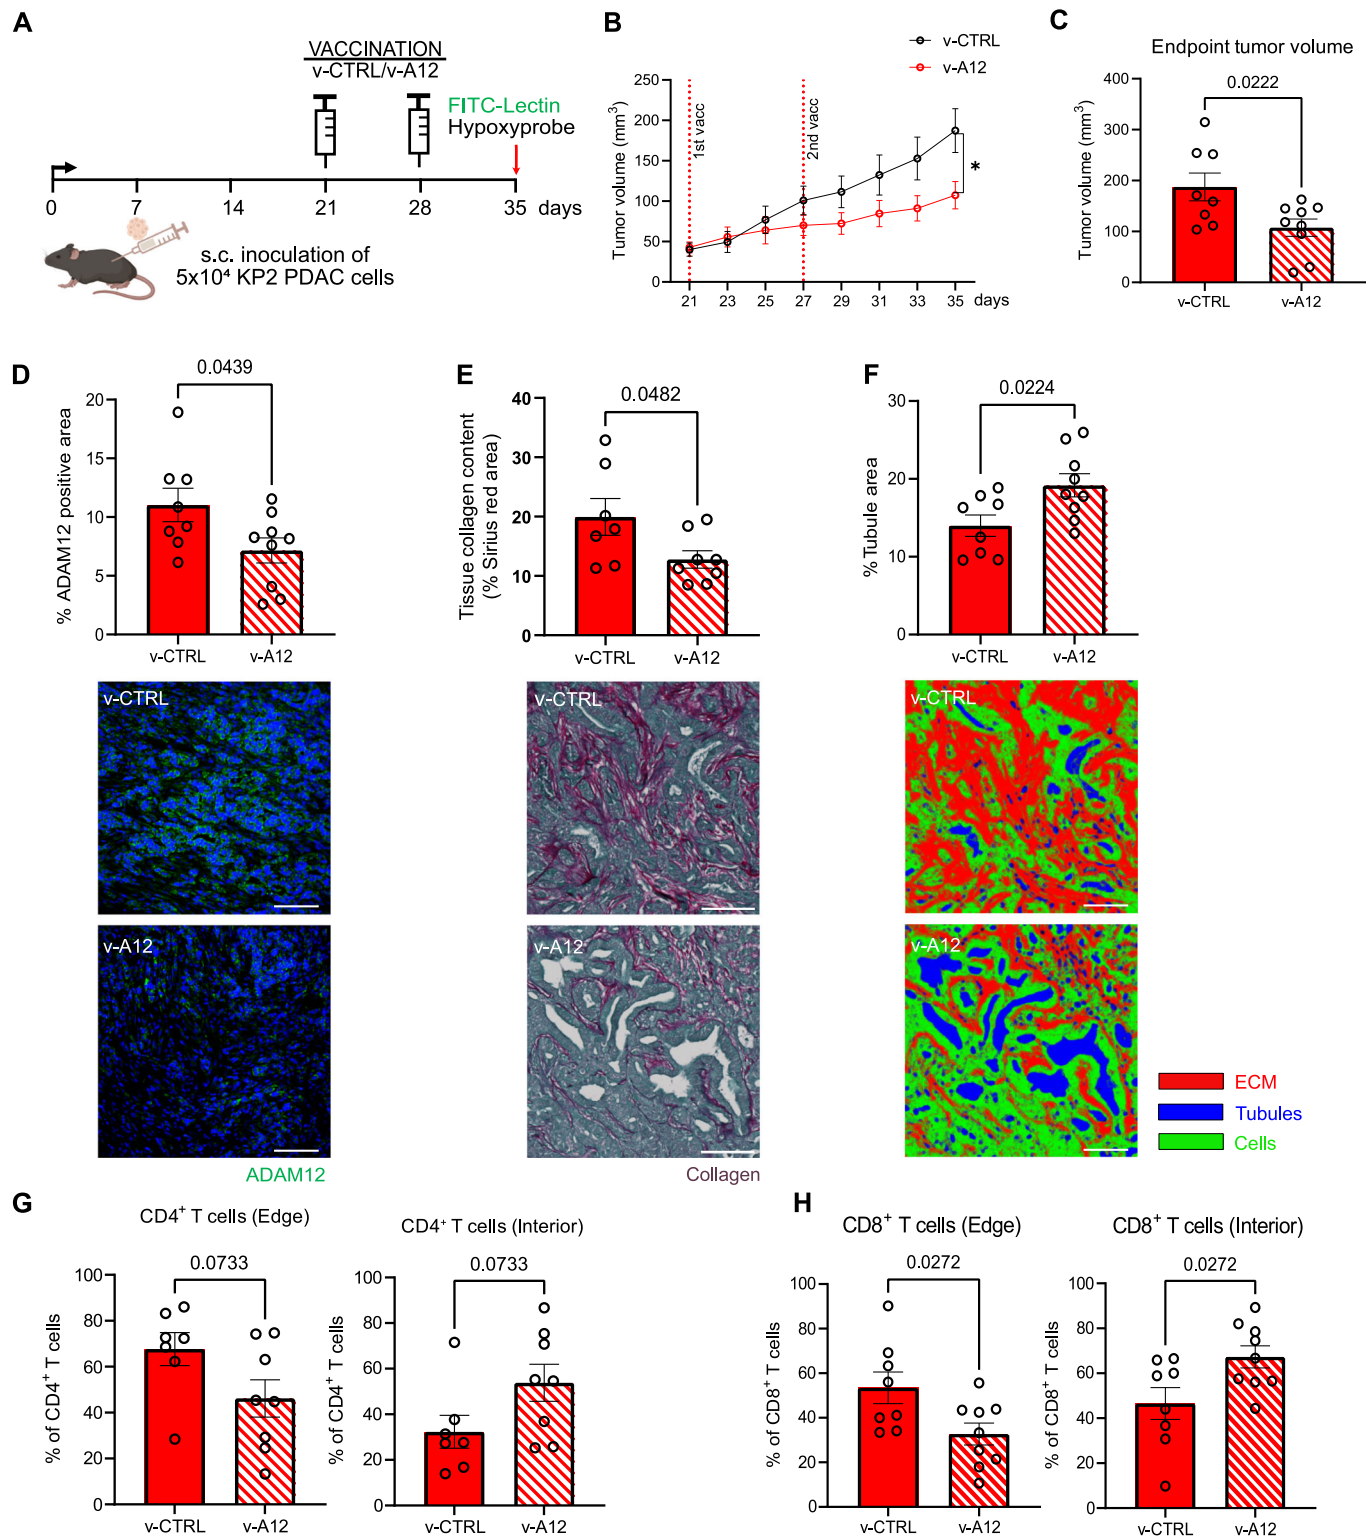 A
VACCINATION
v-CTRL/v-A12
FITC-Lectin
Hypoxyprobe
0
7
14
21
28
35
days
s.c. inoculation of
5x10⁴ KP2 PDAC cells
B
v-CTRL
v-A12
Tumor volume (mm³)
250
200
150
100
50
0
1st vacc
2nd vacc
*
21
23
25
27
29
31
33
35
days
C
Endpoint tumor volume
0.0222
Tumor volume (mm³)
400
300
200
100
0
v-CTRL
v-A12
D
0.0439
% ADAM12 positive area
20
15
10
5
0
v-CTRL
v-A12
v-CTRL
v-A12
ADAM12
E
0.0482
Tissue collagen content
(% Sirius red area)
40
30
20
10
0
v-CTRL
v-A12
v-CTRL
v-A12
Collagen
F
0.0224
% Tubule area
30
20
10
0
v-CTRL
v-A12
v-CTRL
v-A12
ECM
Tubules
Cells
G
CD4⁺ T cells (Edge)
0.0733
% of CD4⁺ T cells
100
80
60
40
20
0
v-CTRL
v-A12
CD4⁺ T cells (Interior)
0.0733
% of CD4⁺ T cells
100
80
60
40
20
0
v-CTRL
v-A12
H
CD8⁺ T cells (Edge)
0.0272
% of CD8⁺ T cells
100
80
60
40
20
0
v-CTRL
v-A12
CD8⁺ T cells (Interior)
0.0272
% of CD8⁺ T cells
100
80
60
40
20
0
v-CTRL
v-A12